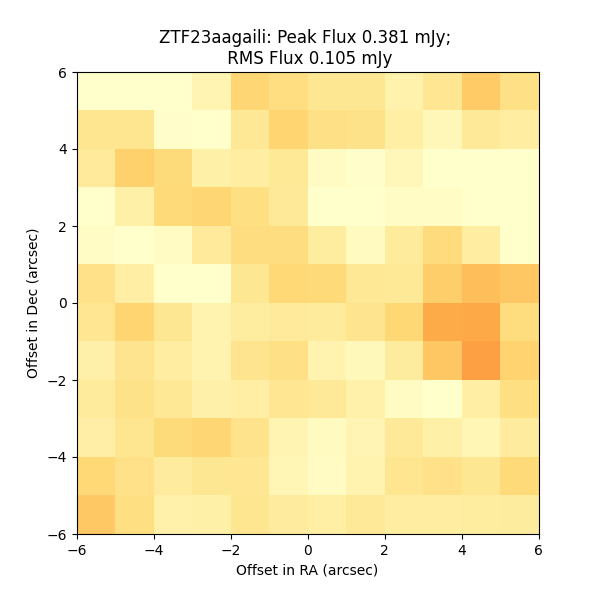 ZTF23aagaili: Peak Flux 0.381 mJy;
RMS Flux 0.105 mJy
6
4
2
0
−2
−4
−6
Offset in Dec (arcsec)
−6 −4 −2 0 2 4 6
Offset in RA (arcsec)